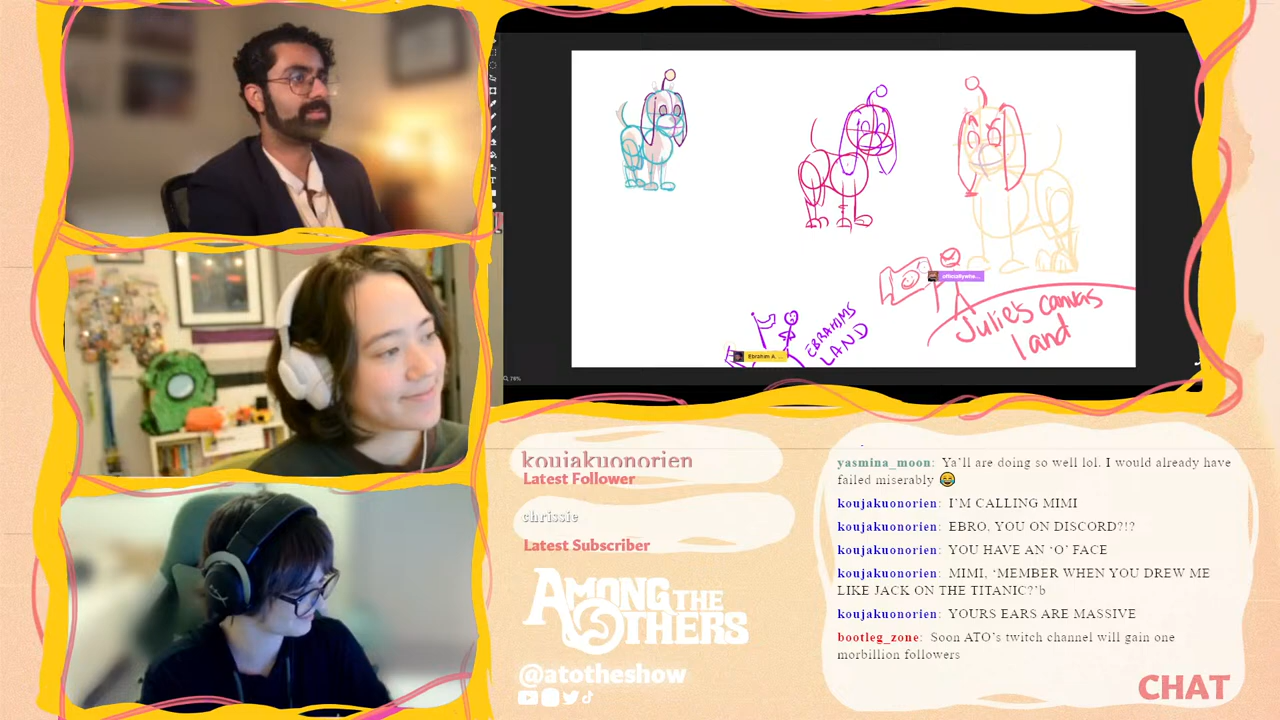 officiallywha...
Julie's canvas
land
EBRAHIMS
LAND
Ebrahim A. ...
76%
koujakuonorien
Latest Follower
chrissie
Latest Subscriber
AMONG THE
OTHERS
@atotheshow
yasmina_moon: Ya'll are doing so well lol. I would already have
failed miserably 😂
koujakuonorien: I'M CALLING MIMI
koujakuonorien: EBRO, YOU ON DISCORD?!?
koujakuonorien: YOU HAVE AN 'O' FACE
koujakuonorien: MIMI, 'MEMBER WHEN YOU DREW ME
LIKE JACK ON THE TITANIC?'b
koujakuonorien: YOURS EARS ARE MASSIVE
bootleg_zone: Soon ATO's twitch channel will gain one
morbillion followers
CHAT